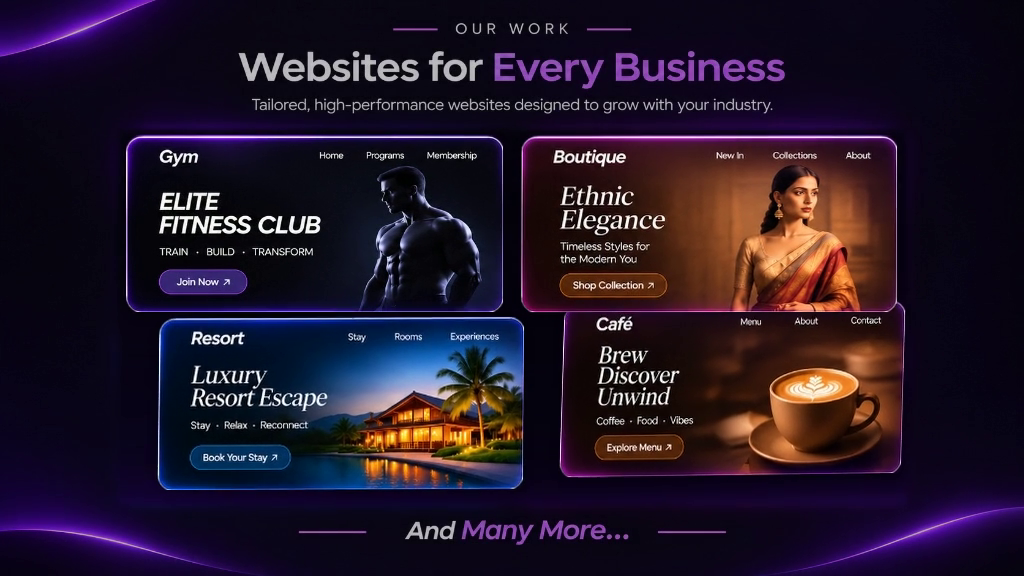 OUR WORK
Websites for Every Business
Tailored, high-performance websites designed to grow with your industry.
Gym
Home Programs Membership
ELITE
FITNESS CLUB
TRAIN · BUILD · TRANSFORM
Join Now ↗
Boutique
New In Collections About
Ethnic
Elegance
Timeless Styles for
the Modern You
Shop Collection ↗
Resort
Stay Rooms Experiences
Luxury
Resort Escape
Stay · Relax · Reconnect
Book Your Stay ↗
Café
Menu About Contact
Brew
Discover
Unwind
Coffee · Food · Vibes
Explore Menu ↗
And Many More...